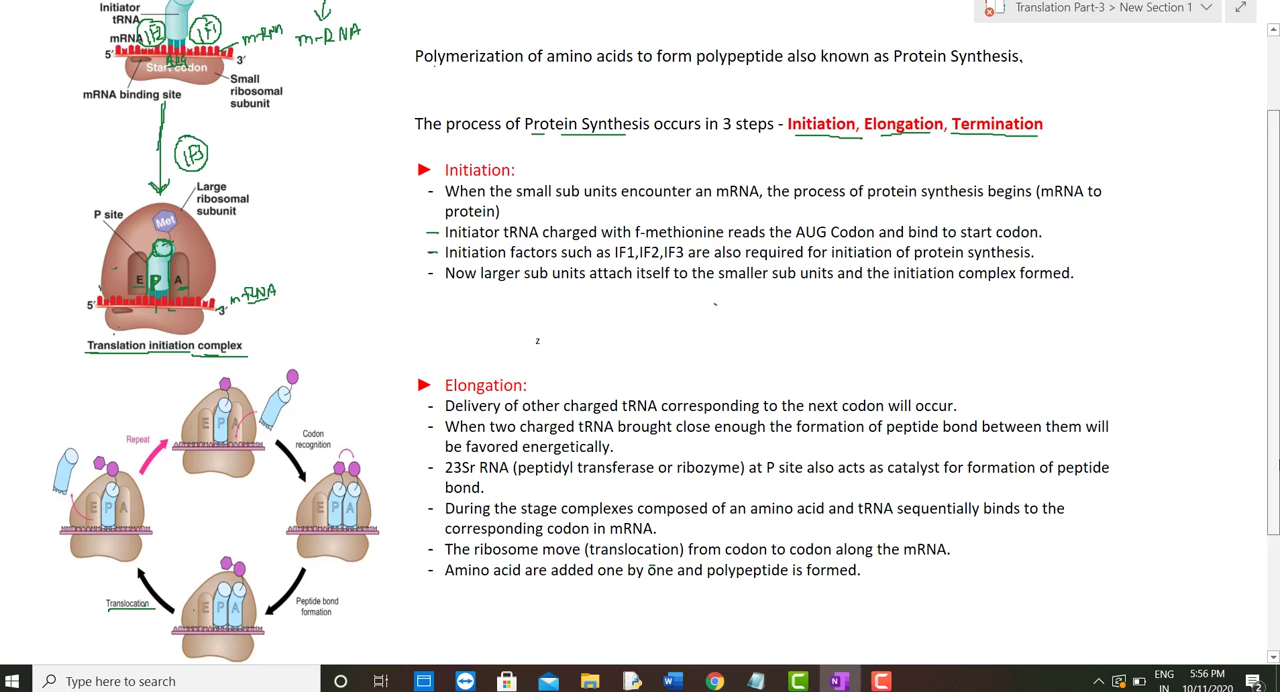 Translation Part-3 > New Section 1
Initiator
tRNA
IF2
IF1
mRNA
m-RNA
mRNA
5'
3'
AUG
Start codon
mRNA binding site
Small
ribosomal
subunit
IF3
Large
ribosomal
subunit
P site
Met
E P A
mRNA
5'
3'
Translation initiation complex
Polymerization of amino acids to form polypeptide also known as Protein Synthesis.
The process of Protein Synthesis occurs in 3 steps - Initiation, Elongation, Termination
► Initiation:
- When the small sub units encounter an mRNA, the process of protein synthesis begins (mRNA to
protein)
- Initiator tRNA charged with f-methionine reads the AUG Codon and bind to start codon.
- Initiation factors such as IF1,IF2,IF3 are also required for initiation of protein synthesis.
- Now larger sub units attach itself to the smaller sub units and the initiation complex formed.
z
► Elongation:
- Delivery of other charged tRNA corresponding to the next codon will occur.
- When two charged tRNA brought close enough the formation of peptide bond between them will
be favored energetically.
- 23Sr RNA (peptidyl transferase or ribozyme) at P site also acts as catalyst for formation of peptide
bond.
- During the stage complexes composed of an amino acid and tRNA sequentially binds to the
corresponding codon in mRNA.
- The ribosome move (translocation) from codon to codon along the mRNA.
- Amino acid are added one by one and polypeptide is formed.
E P A
Repeat
Codon
recognition
E P A
E P A
Translocation
Peptide bond
formation
E P A
Type here to search
ENG
IN
5:56 PM
10/11/2020
2